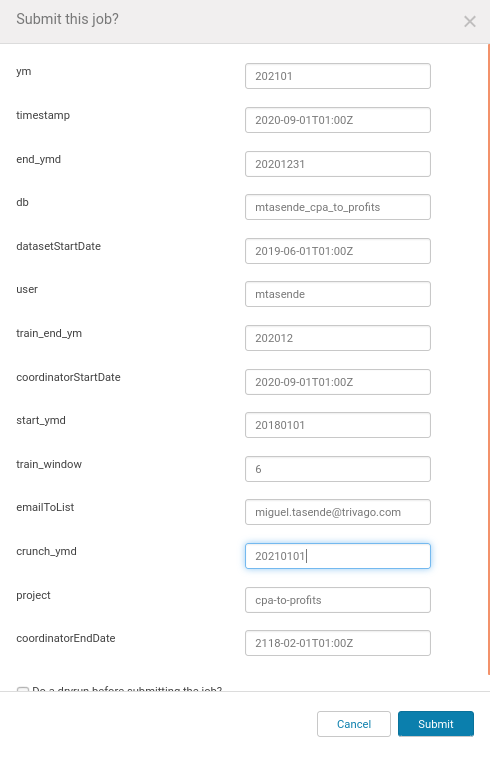 Submit this job?
ym 202101
timestamp 2020-09-01T01:00Z
end_ymd 20201231
db mtasende_cpa_to_profits
datasetStartDate 2019-06-01T01:00Z
user mtasende
train_end_ym 202012
coordinatorStartDate 2020-09-01T01:00Z
start_ymd 20180101
train_window 6
emailToList miguel.tasende@trivago.com
crunch_ymd 20210101
project cpa-to-profits
coordinatorEndDate 2118-02-01T01:00Z
Do a dryrun before submitting the job?
Cancel Submit